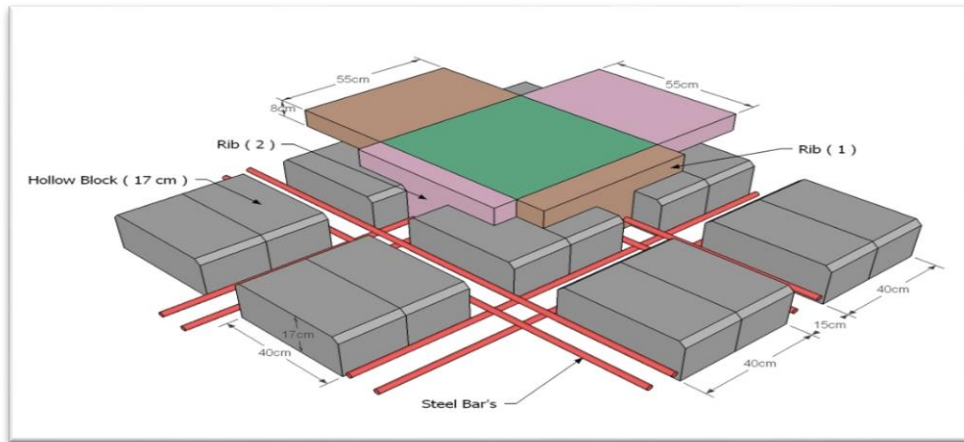 55cm
55cm
8cm
Rib ( 2 )
Rib ( 1 )
Hollow Block ( 17 cm )
40cm
15cm
17cm
40cm
40cm
Steel Bar's